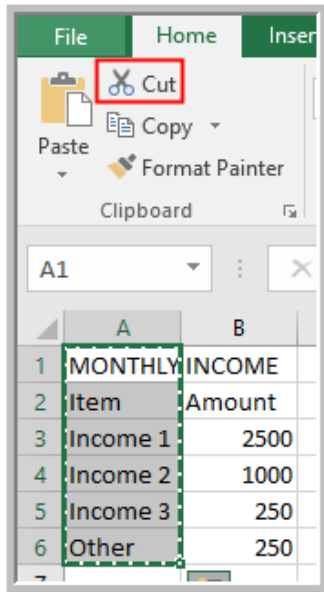 File Home Inser
Cut
Copy
Paste
Format Painter
Clipboard
A1
A B
1 MONTHLY INCOME
2 Item Amount
3 Income 1 2500
4 Income 2 1000
5 Income 3 250
6 Other 250